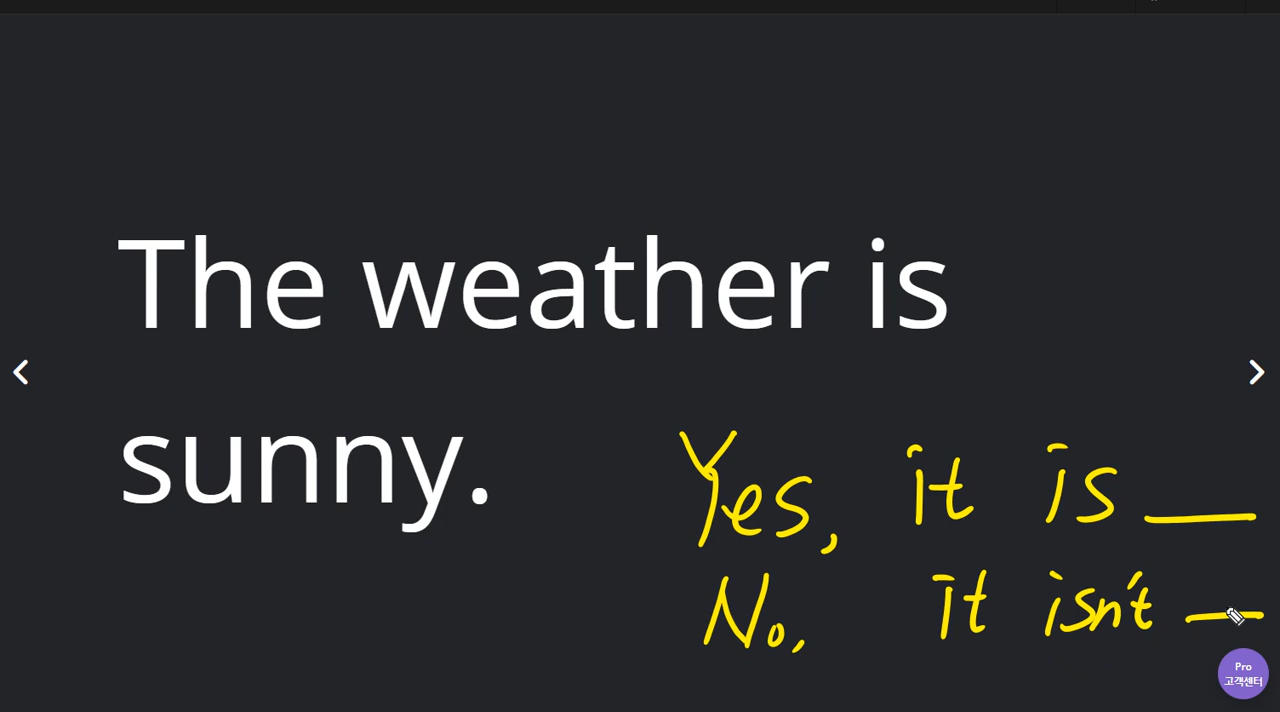 The weather is
sunny.
Yes, it is ___
No, it isn't ___
Pro
고객센터